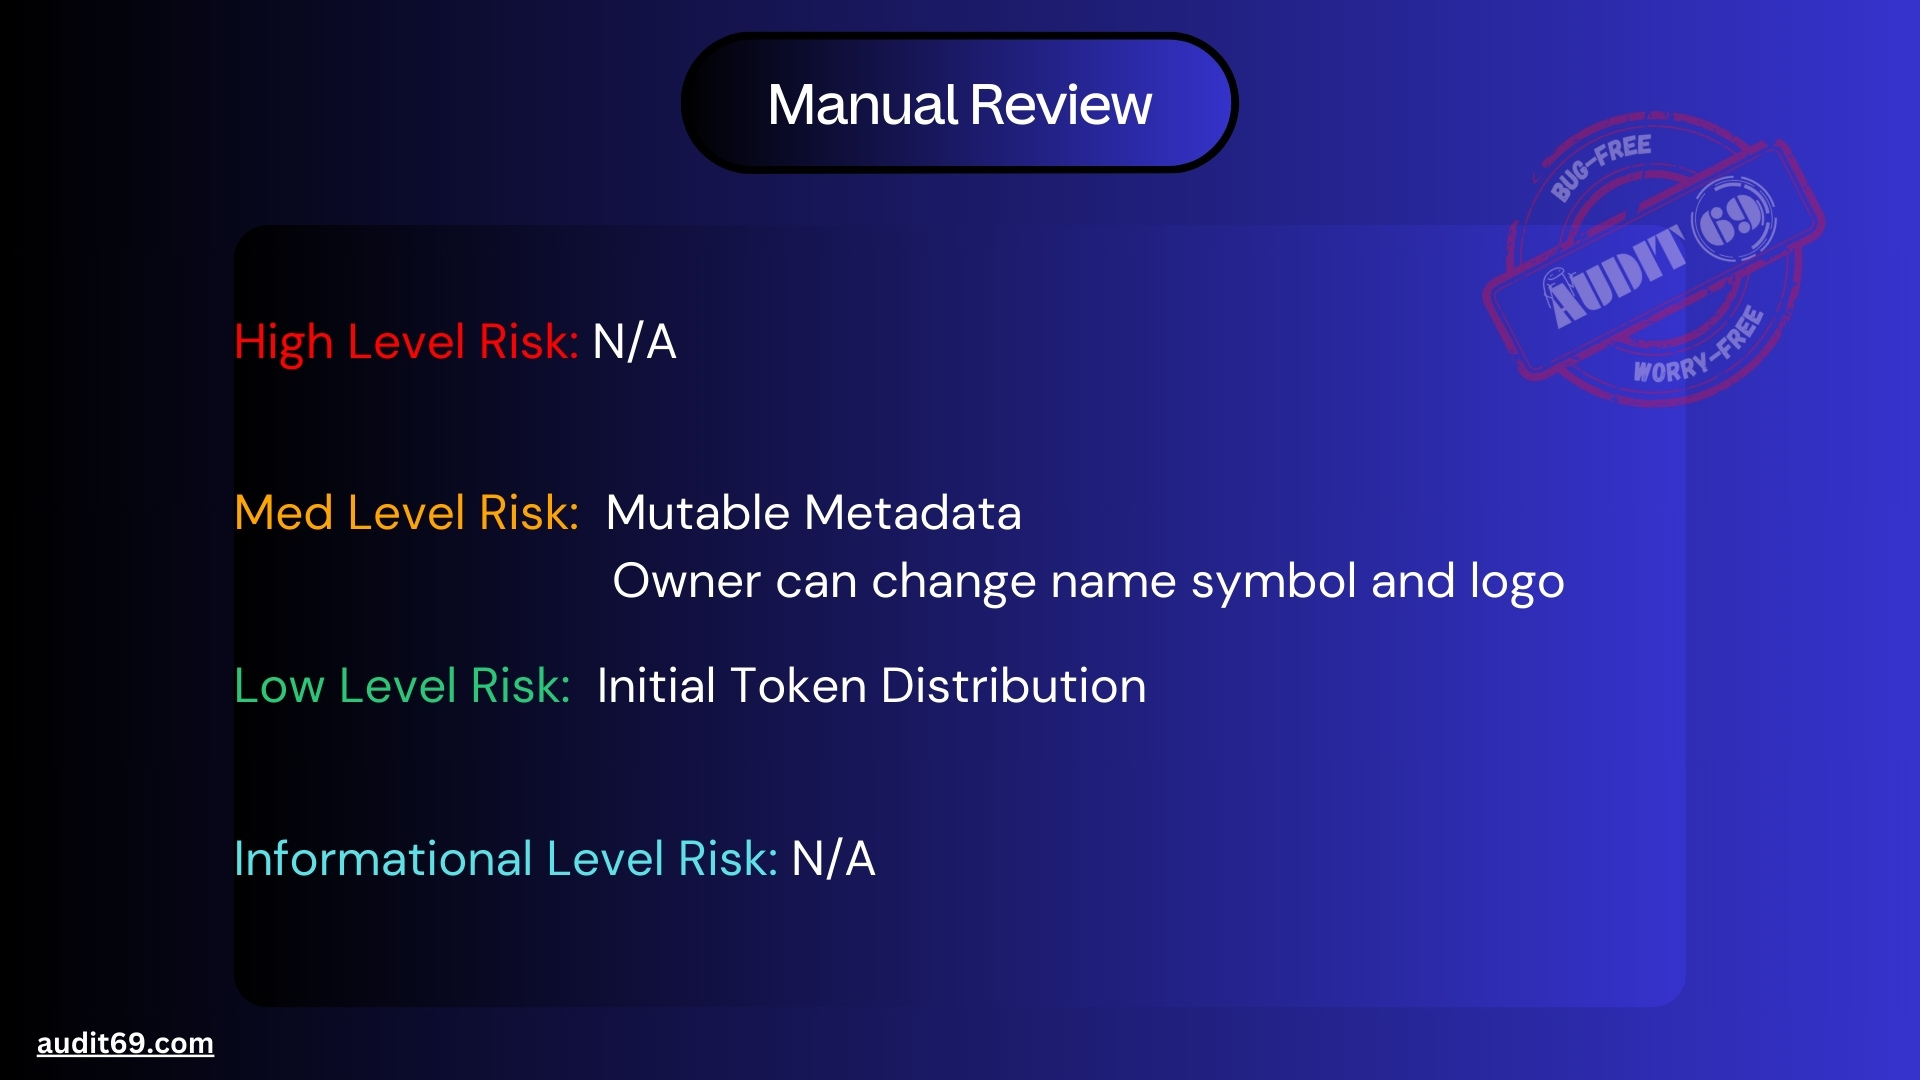 Manual Review
BUG-FREE
AUDIT 69
WORRY-FREE
High Level Risk: N/A
Med Level Risk: Mutable Metadata
Owner can change name symbol and logo
Low Level Risk: Initial Token Distribution
Informational Level Risk: N/A
audit69.com